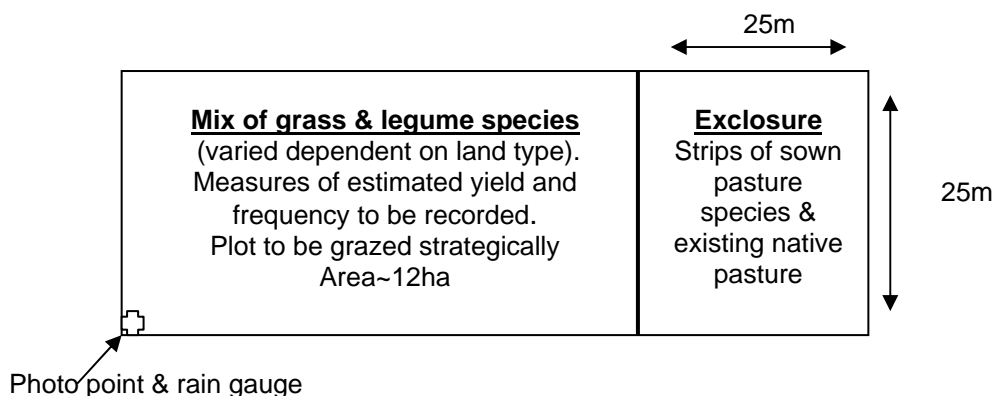 25m
Mix of grass & legume species
(varied dependent on land type).
Measures of estimated yield and
frequency to be recorded.
Plot to be grazed strategically
Area~12ha
Exclosure
Strips of sown
pasture
species &
existing native
pasture
25m
Photo point & rain gauge